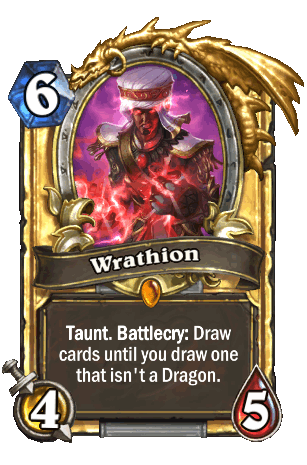 6
Wrathion
Taunt. Battlecry: Draw
cards until you draw one
that isn't a Dragon.
4
5